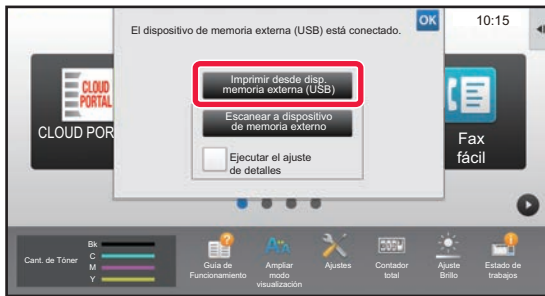 El dispositivo de memoria externa (USB) está conectado.
OK
10:15
Imprimir desde disp.
memoria externa (USB)
Escanear a dispositivo
de memoria externo
Ejecutar el ajuste
de detalles
CLOUD
PORTAL
CLOUD POR
Fax
fácil
Cant. de Tóner
Bk
C
M
Y
Guía de
Funcionamiento
Ampliar
modo
visualización
Ajustes
Contador
total
Ajuste
Brillo
Estado de
trabajos